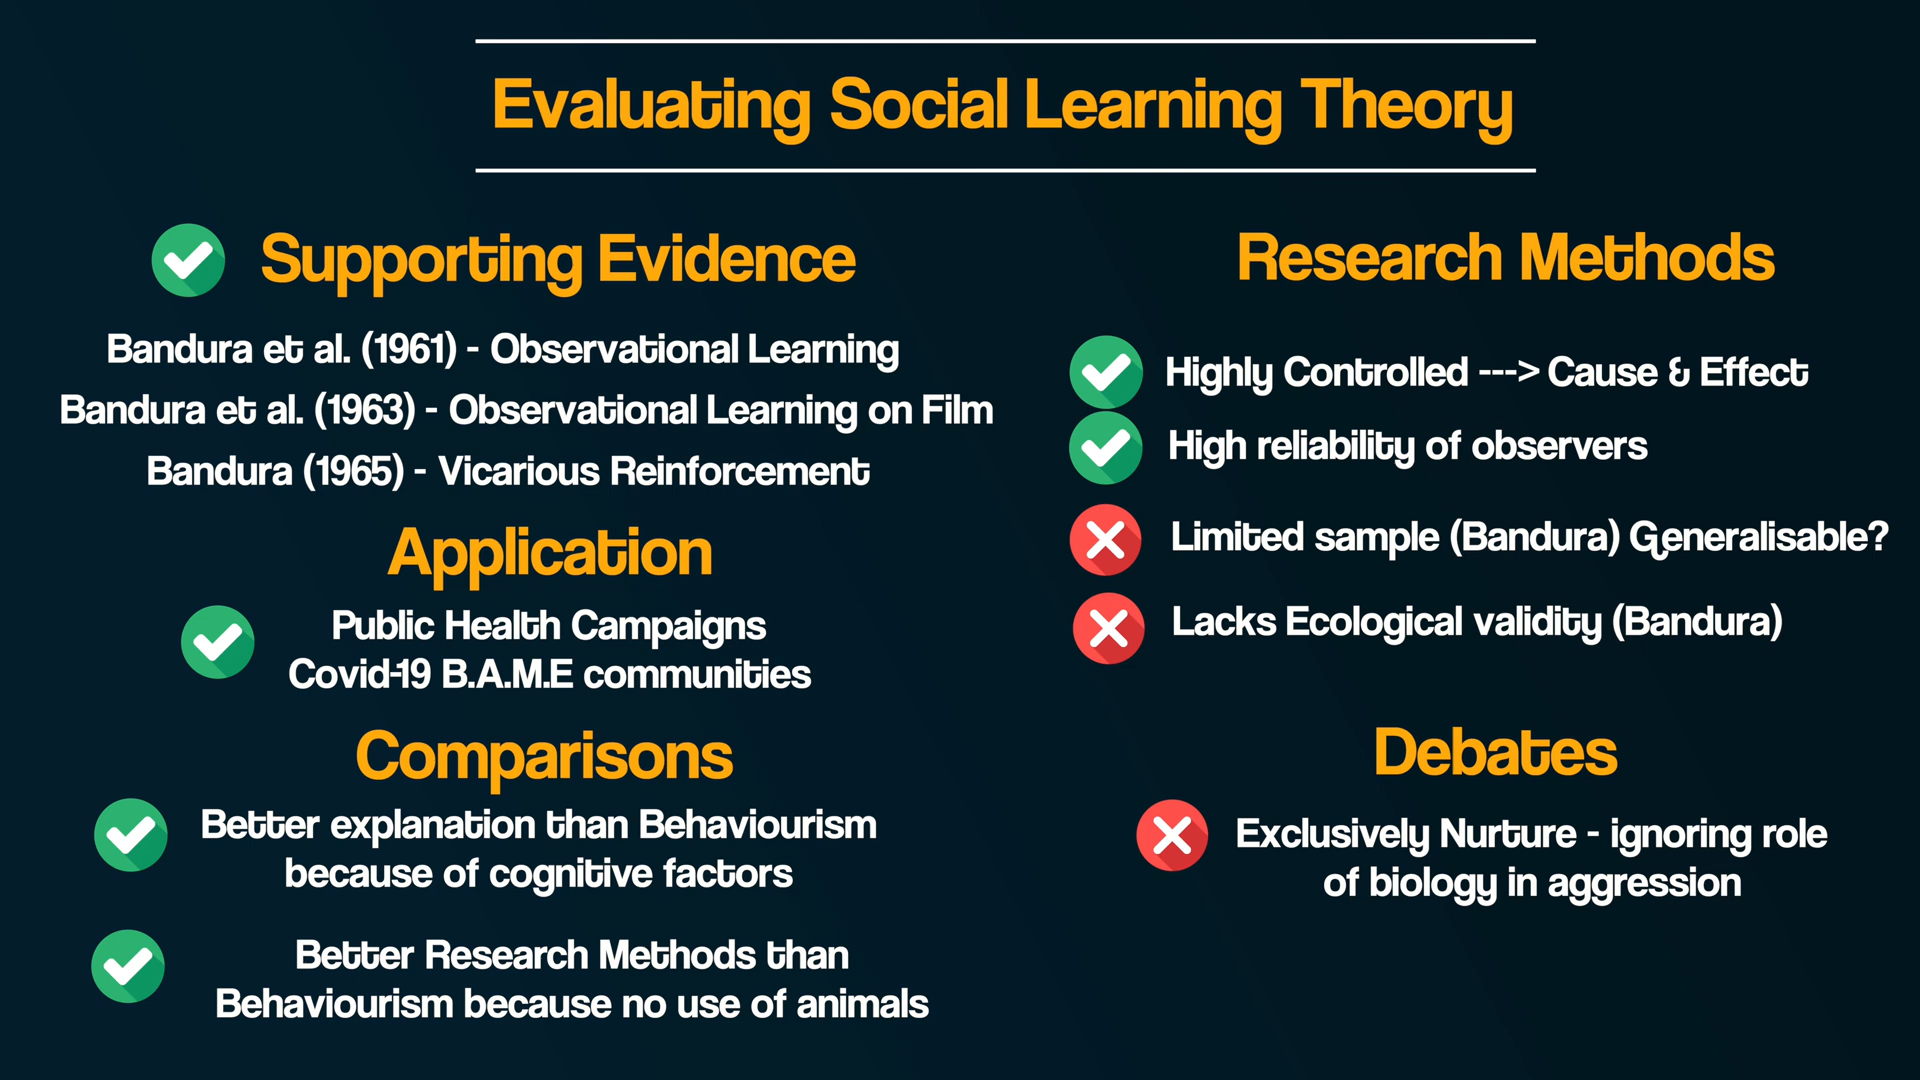 Evaluating Social Learning Theory
Supporting Evidence
Bandura et al. (1961) - Observational Learning
Bandura et al. (1963) - Observational Learning on Film
Bandura (1965) - Vicarious Reinforcement
Application
Public Health Campaigns
Covid-19 B.A.M.E communities
Comparisons
Better explanation than Behaviourism
because of cognitive factors
Better Research Methods than
Behaviourism because no use of animals
Research Methods
Highly Controlled ---> Cause & Effect
High reliability of observers
Limited sample (Bandura) Generalisable?
Lacks Ecological validity (Bandura)
Debates
Exclusively Nurture - ignoring role
of biology in aggression